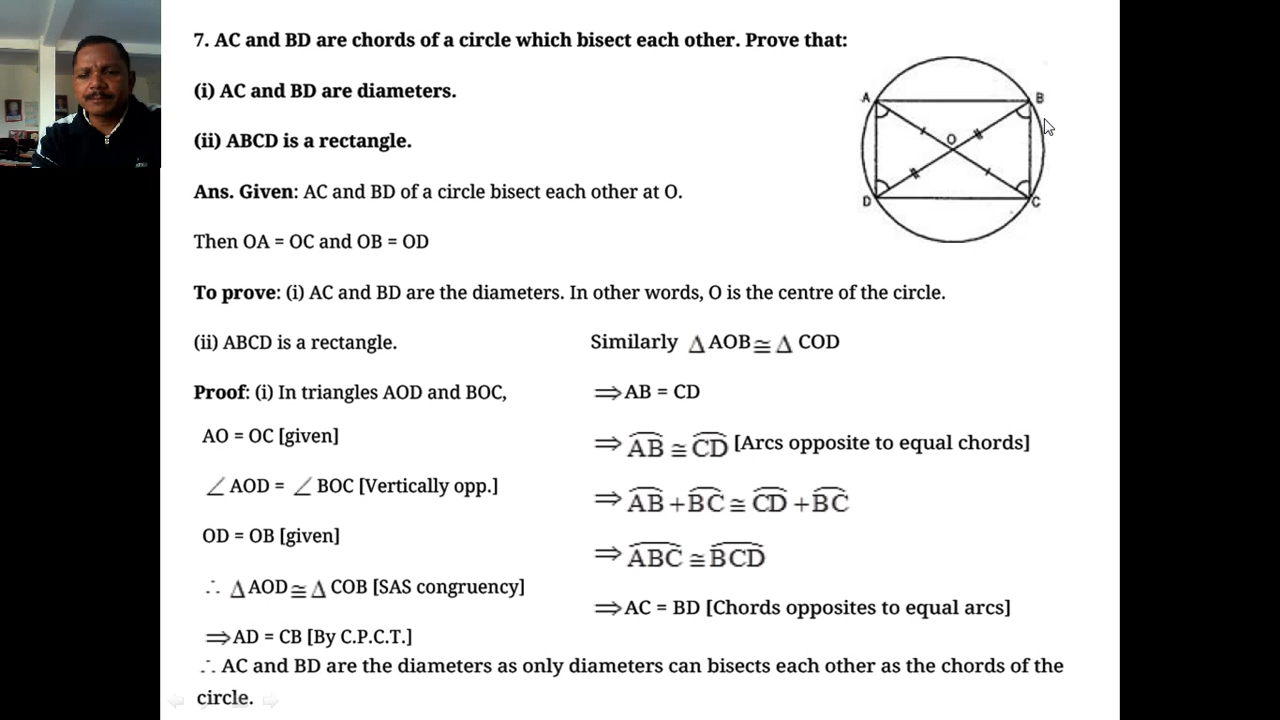 7. AC and BD are chords of a circle which bisect each other. Prove that:
(i) AC and BD are diameters.
(ii) ABCD is a rectangle.
Ans. Given: AC and BD of a circle bisect each other at O.
Then OA = OC and OB = OD
A
B
O
D
C
To prove: (i) AC and BD are the diameters. In other words, O is the centre of the circle.
(ii) ABCD is a rectangle.
Proof: (i) In triangles AOD and BOC,
AO = OC [given]
∠ AOD = ∠ BOC [Vertically opp.]
OD = OB [given]
∴ Δ AOD ≅ Δ COB [SAS congruency]
⇒ AD = CB [By C.P.C.T.]
Similarly Δ AOB ≅ Δ COD
⇒ AB = CD
⇒ A͡B ≅ C͡D [Arcs opposite to equal chords]
⇒ A͡B + B͡C ≅ C͡D + B͡C
⇒ A͡BC ≅ B͡CD
⇒ AC = BD [Chords opposites to equal arcs]
∴ AC and BD are the diameters as only diameters can bisects each other as the chords of the
circle.